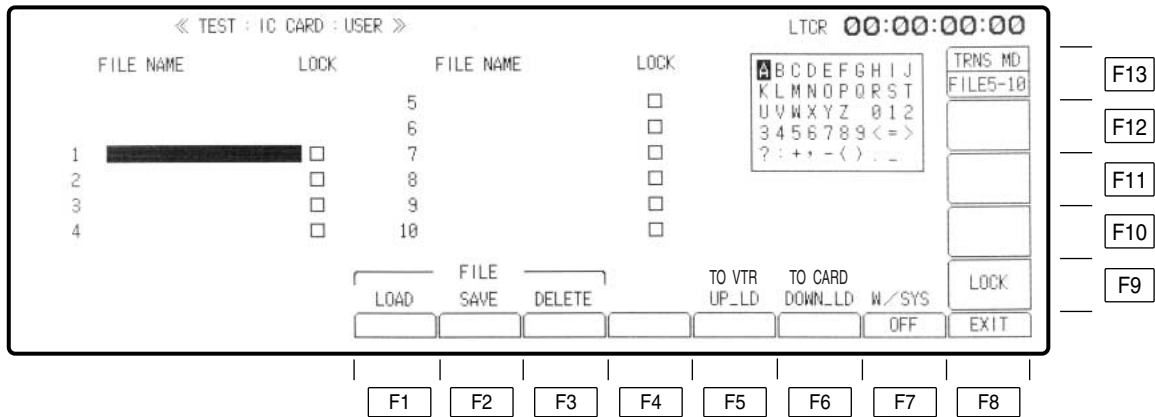 ≪ TEST : IC CARD : USER ≫
LTCR 00:00:00:00
FILE NAME LOCK FILE NAME LOCK
1 □
2 □
3 □
4 □
5 □
6 □
7 □
8 □
9 □
10 □
A B C D E F G H I J
K L M N O P Q R S T
U V W X Y Z 0 1 2
3 4 5 6 7 8 9 < = >
? : + , - ( ) . _
TRNS MD
FILE5-10
LOCK
EXIT
FILE
LOAD SAVE DELETE
TO VTR
UP_LD
TO CARD
DOWN_LD
W/SYS
OFF
F13
F12
F11
F10
F9
F1 F2 F3 F4 F5 F6 F7 F8